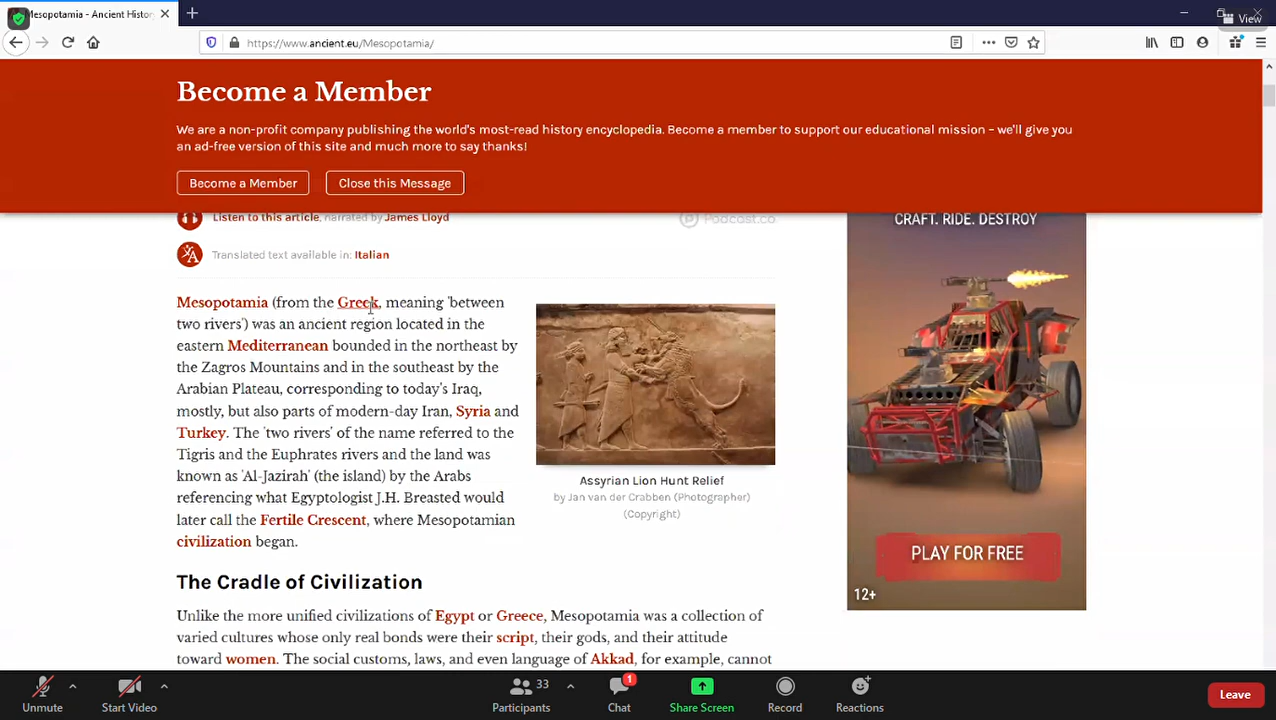 Mesopotamia - Ancient History
View
https://www.ancient.eu/Mesopotamia/
Become a Member
We are a non-profit company publishing the world's most-read history encyclopedia. Become a member to support our educational mission – we'll give you
an ad-free version of this site and much more to say thanks!
Become a Member
Close this Message
Listen to this article, narrated by James Lloyd
Podcast.co
Translated text available in: Italian
Mesopotamia (from the Greek, meaning 'between
two rivers') was an ancient region located in the
eastern Mediterranean bounded in the northeast by
the Zagros Mountains and in the southeast by the
Arabian Plateau, corresponding to today's Iraq,
mostly, but also parts of modern-day Iran, Syria and
Turkey. The 'two rivers' of the name referred to the
Tigris and the Euphrates rivers and the land was
known as 'Al-Jazirah' (the island) by the Arabs
referencing what Egyptologist J.H. Breasted would
later call the Fertile Crescent, where Mesopotamian
civilization began.
Assyrian Lion Hunt Relief
by Jan van der Crabben (Photographer)
(Copyright)
The Cradle of Civilization
Unlike the more unified civilizations of Egypt or Greece, Mesopotamia was a collection of
varied cultures whose only real bonds were their script, their gods, and their attitude
toward women. The social customs, laws, and even language of Akkad, for example, cannot
CRAFT. RIDE. DESTROY
PLAY FOR FREE
12+
Unmute
Start Video
33
Participants
1
Chat
Share Screen
Record
Reactions
Leave